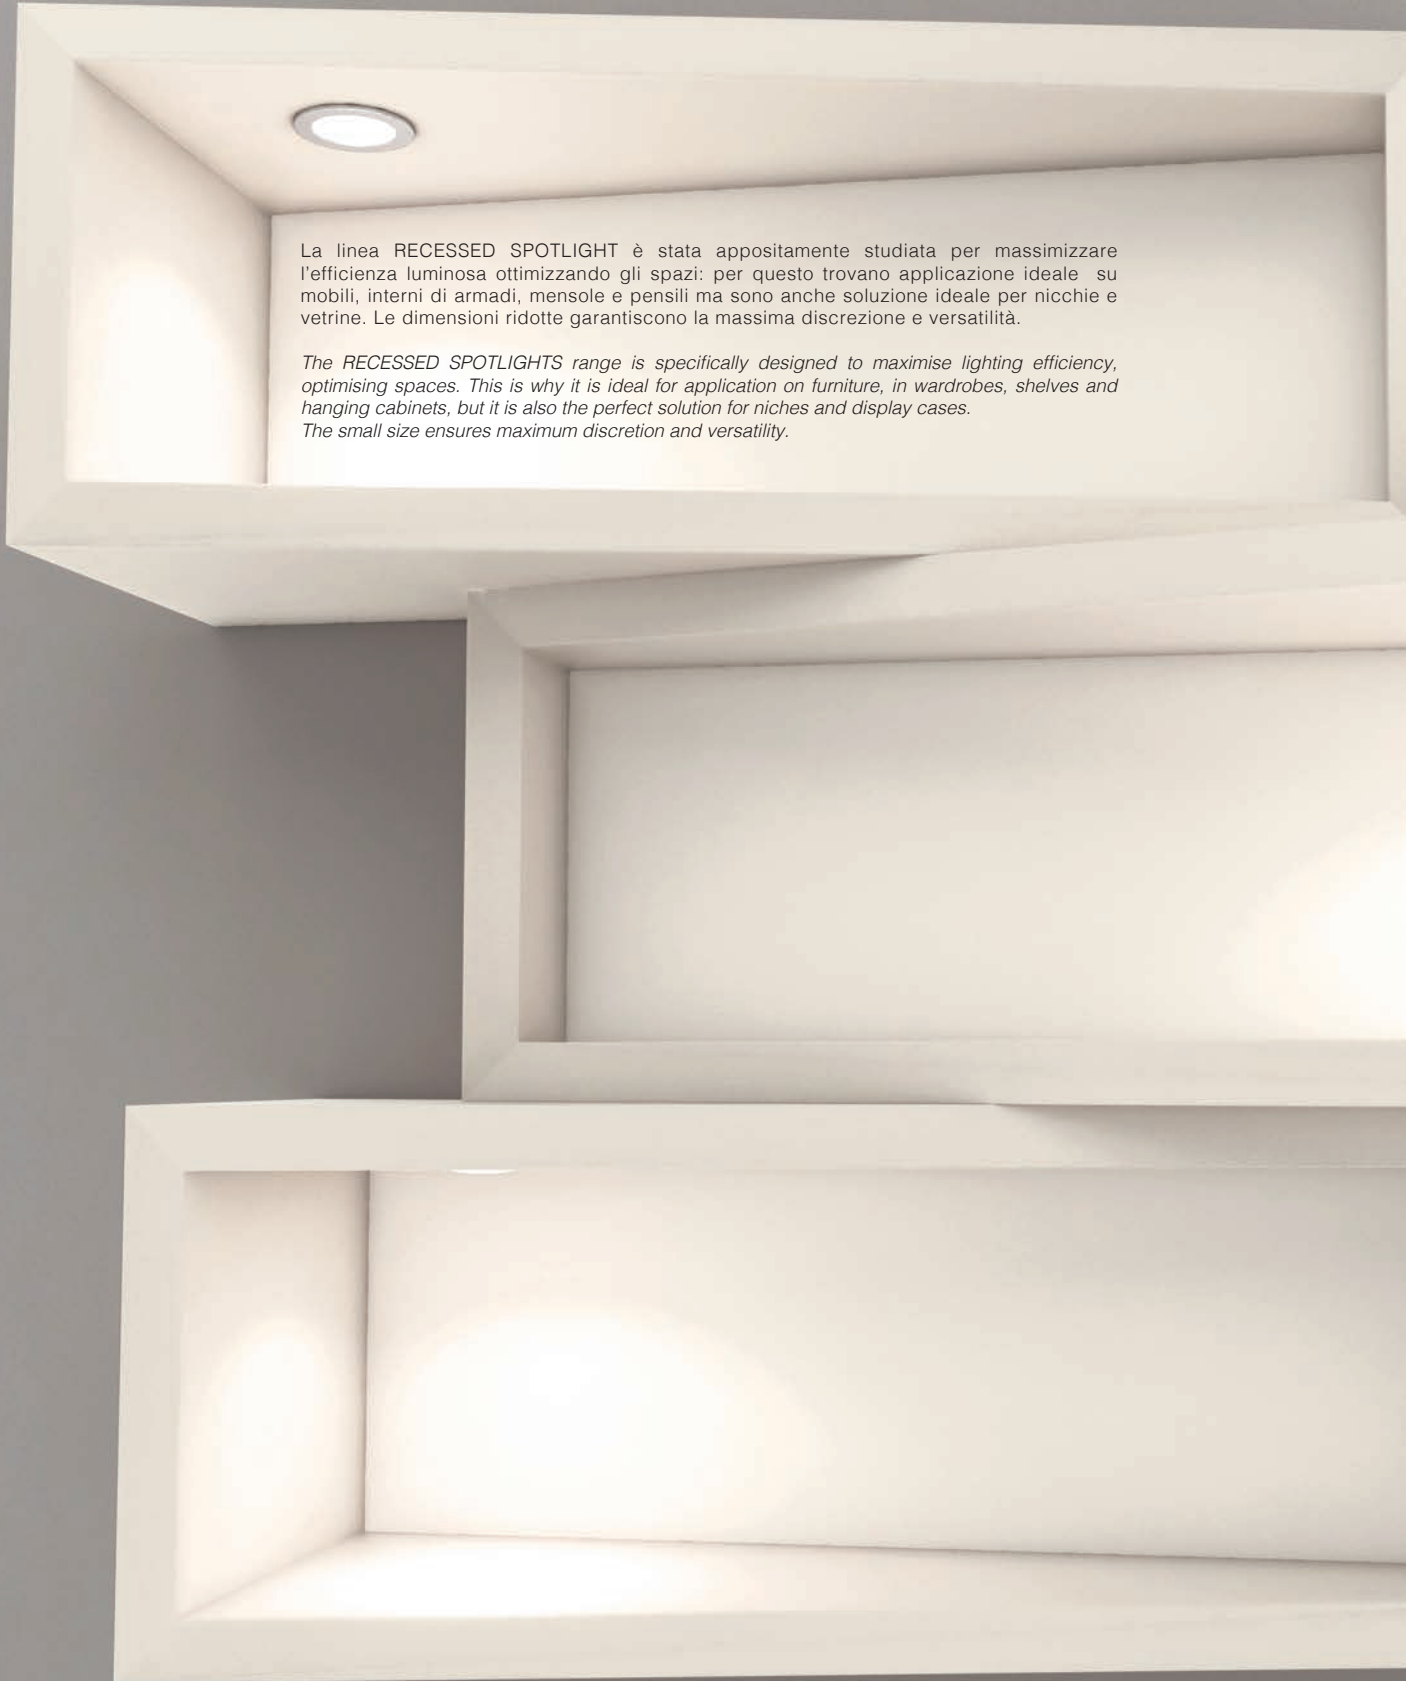 La linea RECESSED SPOTLIGHT è stata appositamente studiata per massimizzare
l'efficienza luminosa ottimizzando gli spazi: per questo trovano applicazione ideale su
mobili, interni di armadi, mensole e pensili ma sono anche soluzione ideale per nicchie e
vetrine. Le dimensioni ridotte garantiscono la massima discrezione e versatilità.
The RECESSED SPOTLIGHTS range is specifically designed to maximise lighting efficiency,
optimising spaces. This is why it is ideal for application on furniture, in wardrobes, shelves and
hanging cabinets, but it is also the perfect solution for niches and display cases.
The small size ensures maximum discretion and versatility.